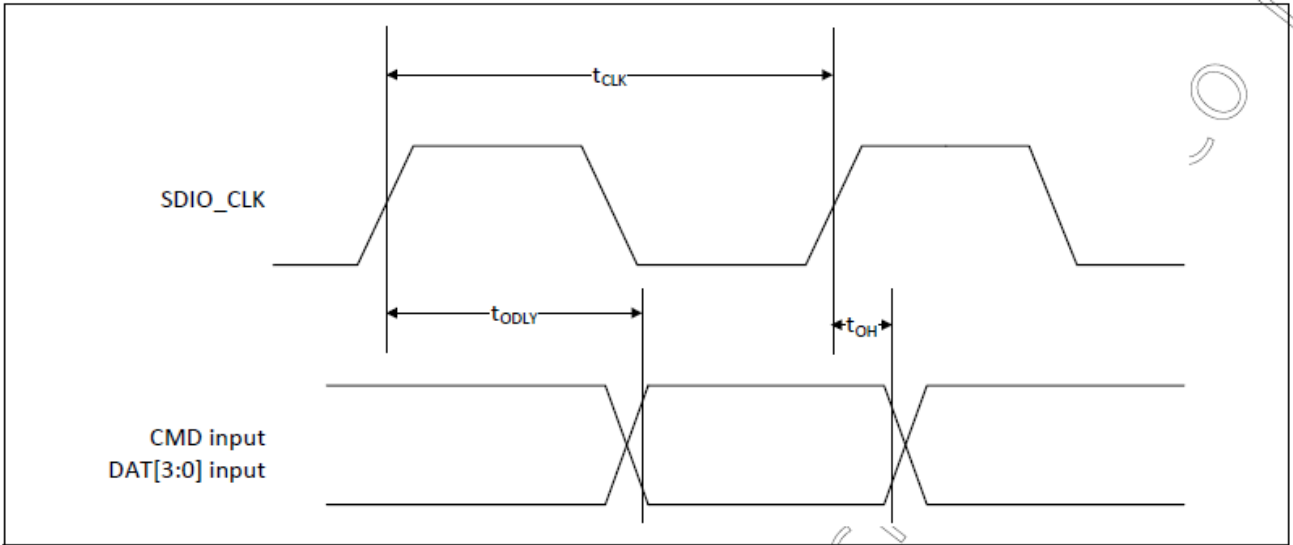 tCLK
SDIO_CLK
tODLY
tOH
CMD input
DAT[3:0] input